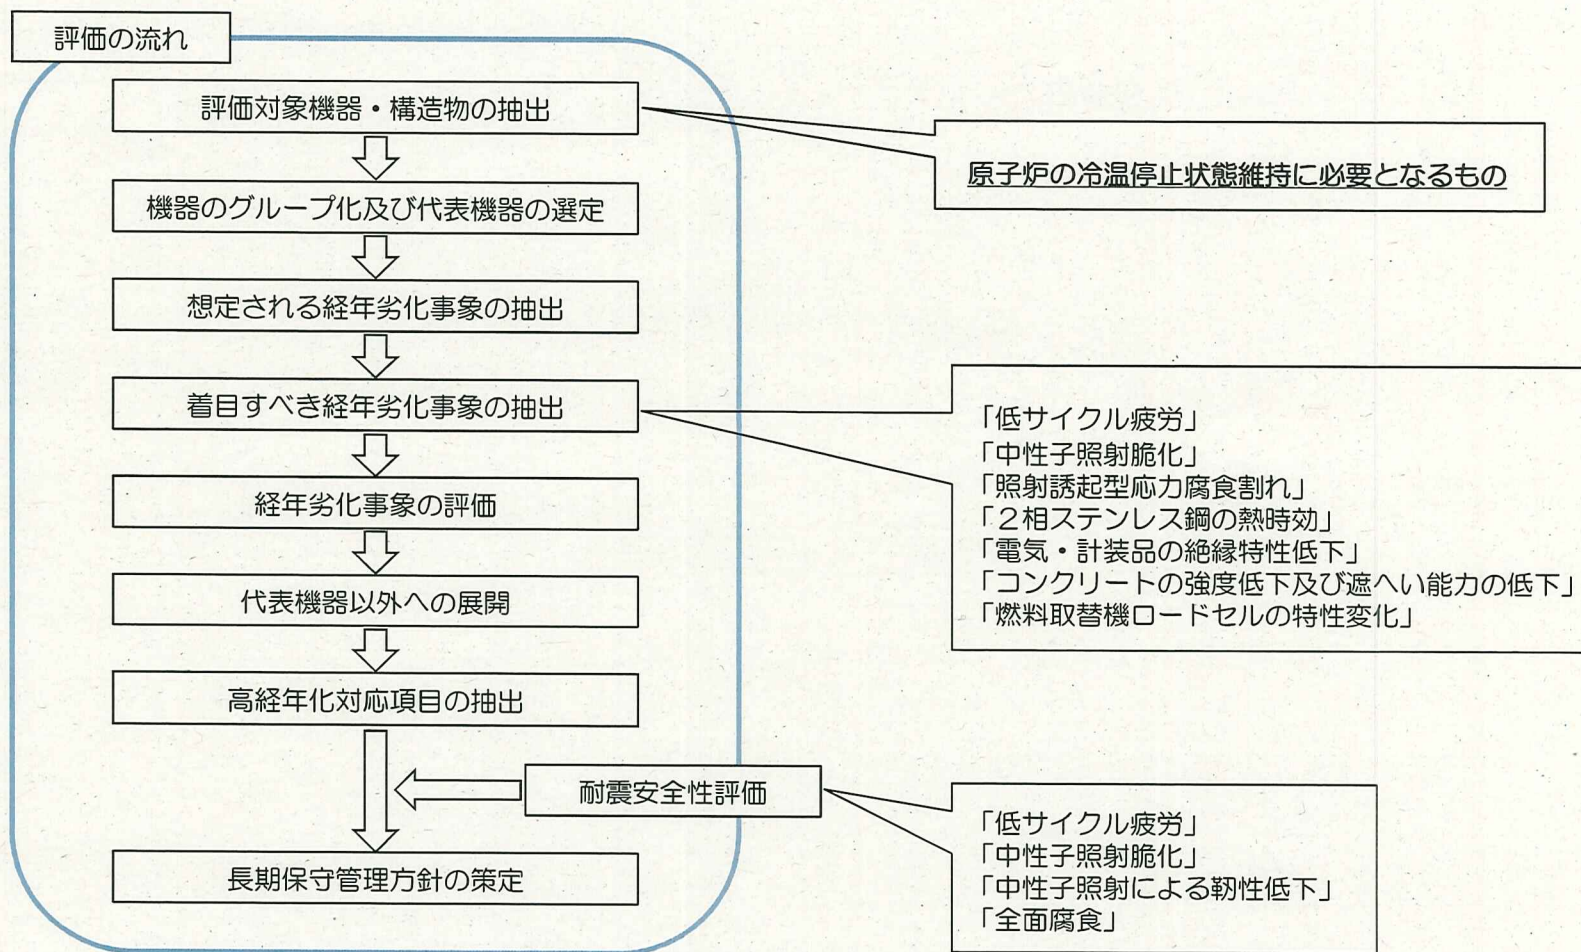 評価の流れ
評価対象機器・構造物の抽出
原子炉の冷温停止状態維持に必要となるもの
機器のグループ化及び代表機器の選定
想定される経年劣化事象の抽出
着目すべき経年劣化事象の抽出
「低サイクル疲労」
「中性子照射脆化」
「照射誘起型応力腐食割れ」
「２相ステンレス鋼の熱時効」
「電気・計装品の絶縁特性低下」
「コンクリートの強度低下及び遮へい能力の低下」
「燃料取替機ロードセルの特性変化」
経年劣化事象の評価
代表機器以外への展開
高経年化対応項目の抽出
耐震安全性評価
「低サイクル疲労」
「中性子照射脆化」
「中性子照射による靭性低下」
「全面腐食」
長期保守管理方針の策定